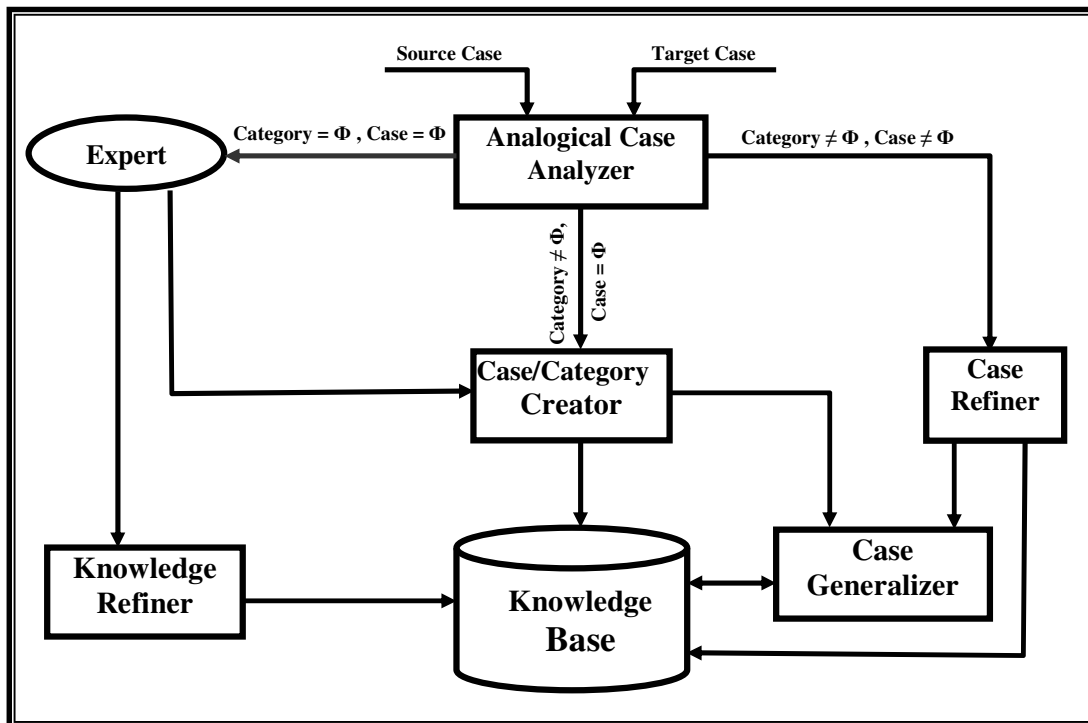 Source Case
Target Case
Category = Φ , Case = Φ
Expert
Analogical Case
Analyzer
Category ≠ Φ , Case ≠ Φ
Category ≠ Φ,
Case = Φ
Case/Category
Creator
Case
Refiner
Knowledge
Refiner
Knowledge
Base
Case
Generalizer